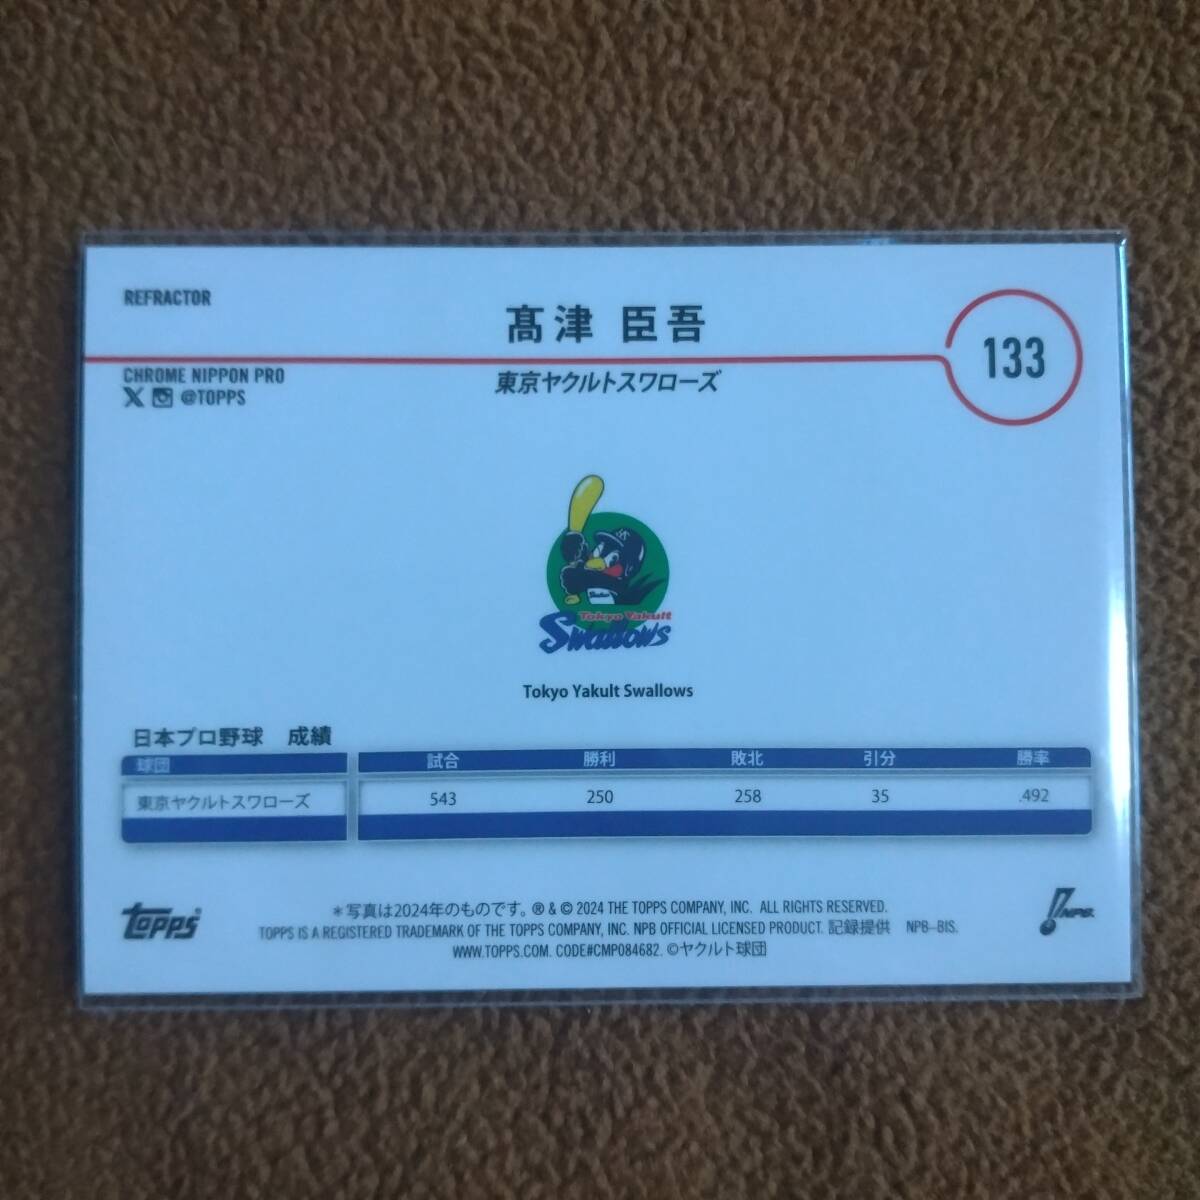 REFRACTOR
髙津 臣吾
133
CHROME NIPPON PRO
東京ヤクルトスワローズ
X @TOPPS
Tokyo Yakult
Swallows
Tokyo Yakult Swallows
日本プロ野球 成績
球団 試合 勝利 敗北 引分 勝率
東京ヤクルトスワローズ 543 250 258 35 .492
topps
＊写真は2024年のものです。 ® & © 2024 THE TOPPS COMPANY, INC. ALL RIGHTS RESERVED.
TOPPS IS A REGISTERED TRADEMARK OF THE TOPPS COMPANY, INC. NPB OFFICIAL LICENSED PRODUCT. 記録提供 NPB-BIS.
WWW.TOPPS.COM. CODE#CMP084682. ©ヤクルト球団
NPB.